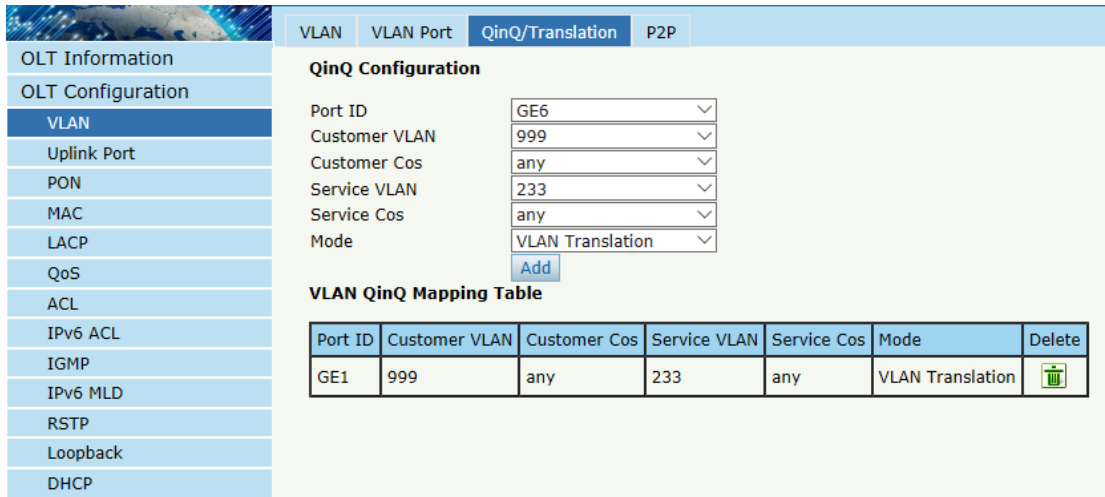 VLAN VLAN Port QinQ/Translation P2P
OLT Information
OLT Configuration
VLAN
Uplink Port
PON
MAC
LACP
QoS
ACL
IPv6 ACL
IGMP
IPv6 MLD
RSTP
Loopback
DHCP
QinQ Configuration
Port ID GE6
Customer VLAN 999
Customer Cos any
Service VLAN 233
Service Cos any
Mode VLAN Translation
Add
VLAN QinQ Mapping Table
Port ID Customer VLAN Customer Cos Service VLAN Service Cos Mode Delete
GE1 999 any 233 any VLAN Translation